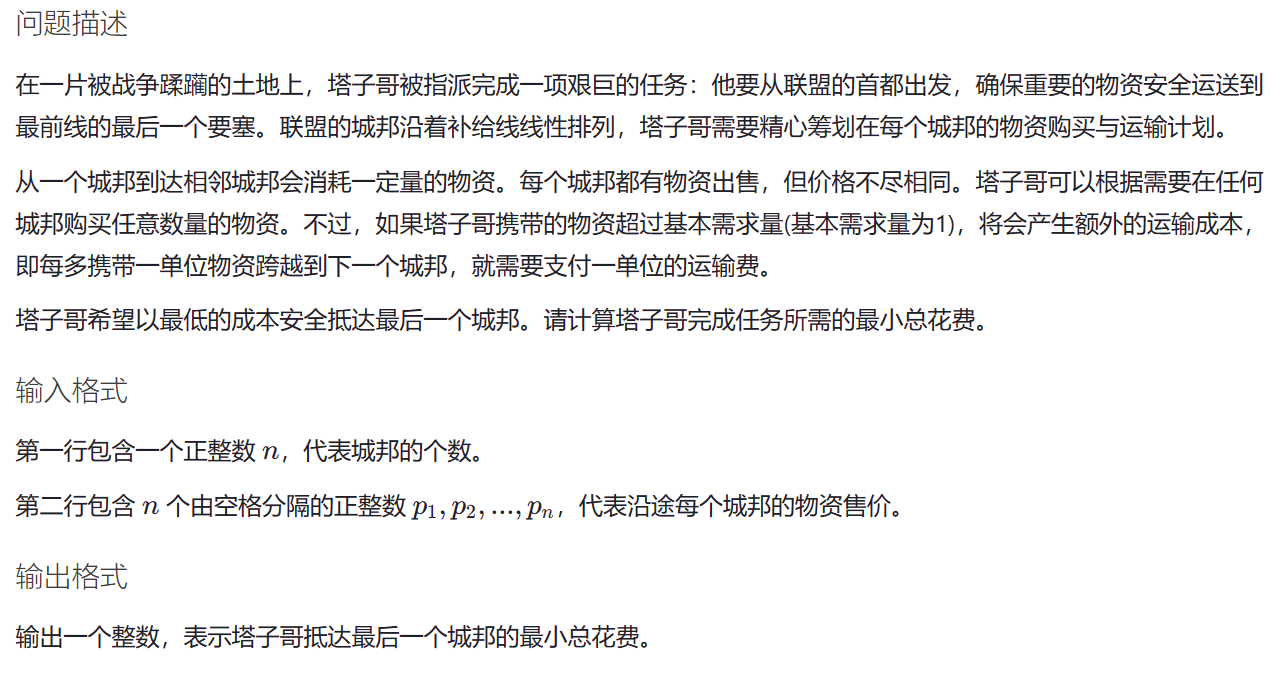 问题描述
在一片被战争蹂躏的土地上，塔子哥被指派完成一项艰巨的任务：他要从联盟的首都出发，确保重要的物资安全运送到
最前线的最后一个要塞。联盟的城邦沿着补给线线性排列，塔子哥需要精心筹划在每个城邦的物资购买与运输计划。
从一个城邦到达相邻城邦会消耗一定量的物资。每个城邦都有物资出售，但价格不尽相同。塔子哥可以根据需要在任何
城邦购买任意数量的物资。不过，如果塔子哥携带的物资超过基本需求量(基本需求量为1)，将会产生额外的运输成本，
即每多携带一单位物资跨越到下一个城邦，就需要支付一单位的运输费。
塔子哥希望以最低的成本安全抵达最后一个城邦。请计算塔子哥完成任务所需的最小总花费。
输入格式
第一行包含一个正整数 n，代表城邦的个数。
第二行包含 n 个由空格分隔的正整数 p₁, p₂, ..., pₙ，代表沿途每个城邦的物资售价。
输出格式
输出一个整数，表示塔子哥抵达最后一个城邦的最小总花费。